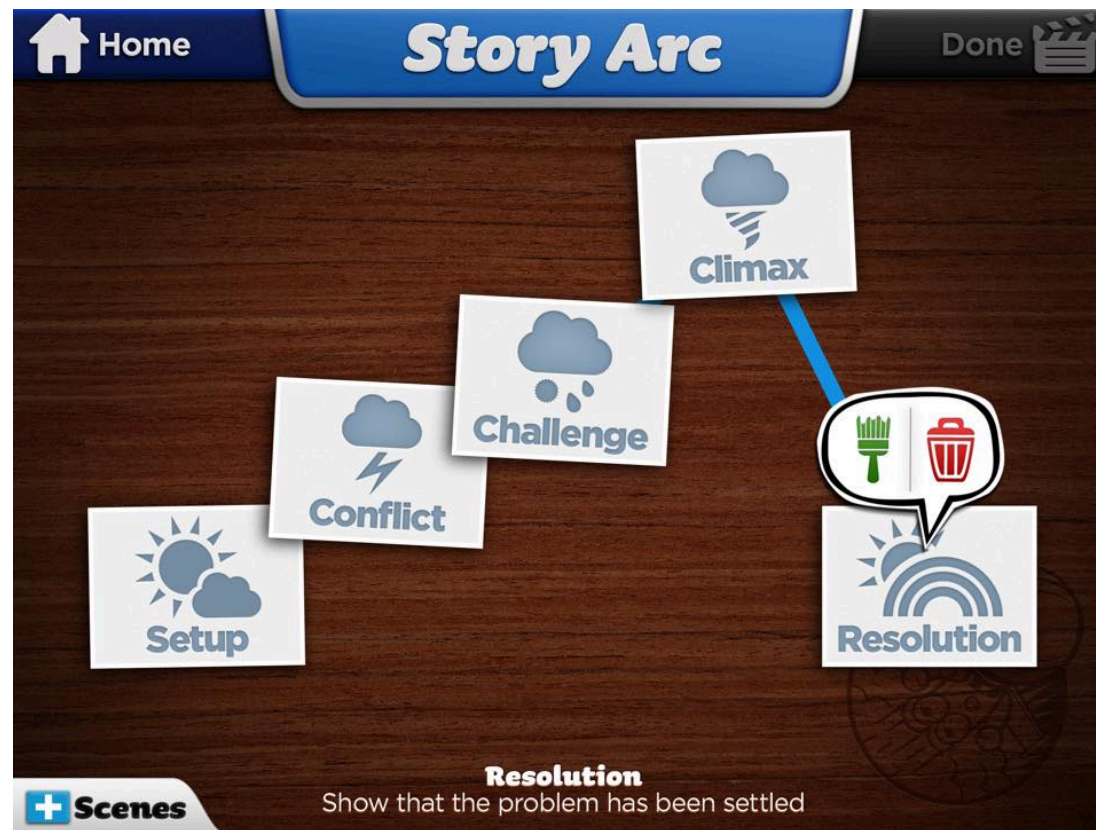 Home
Story Arc
Done
Climax
Challenge
Conflict
Setup
Resolution
Resolution
Show that the problem has been settled
Scenes